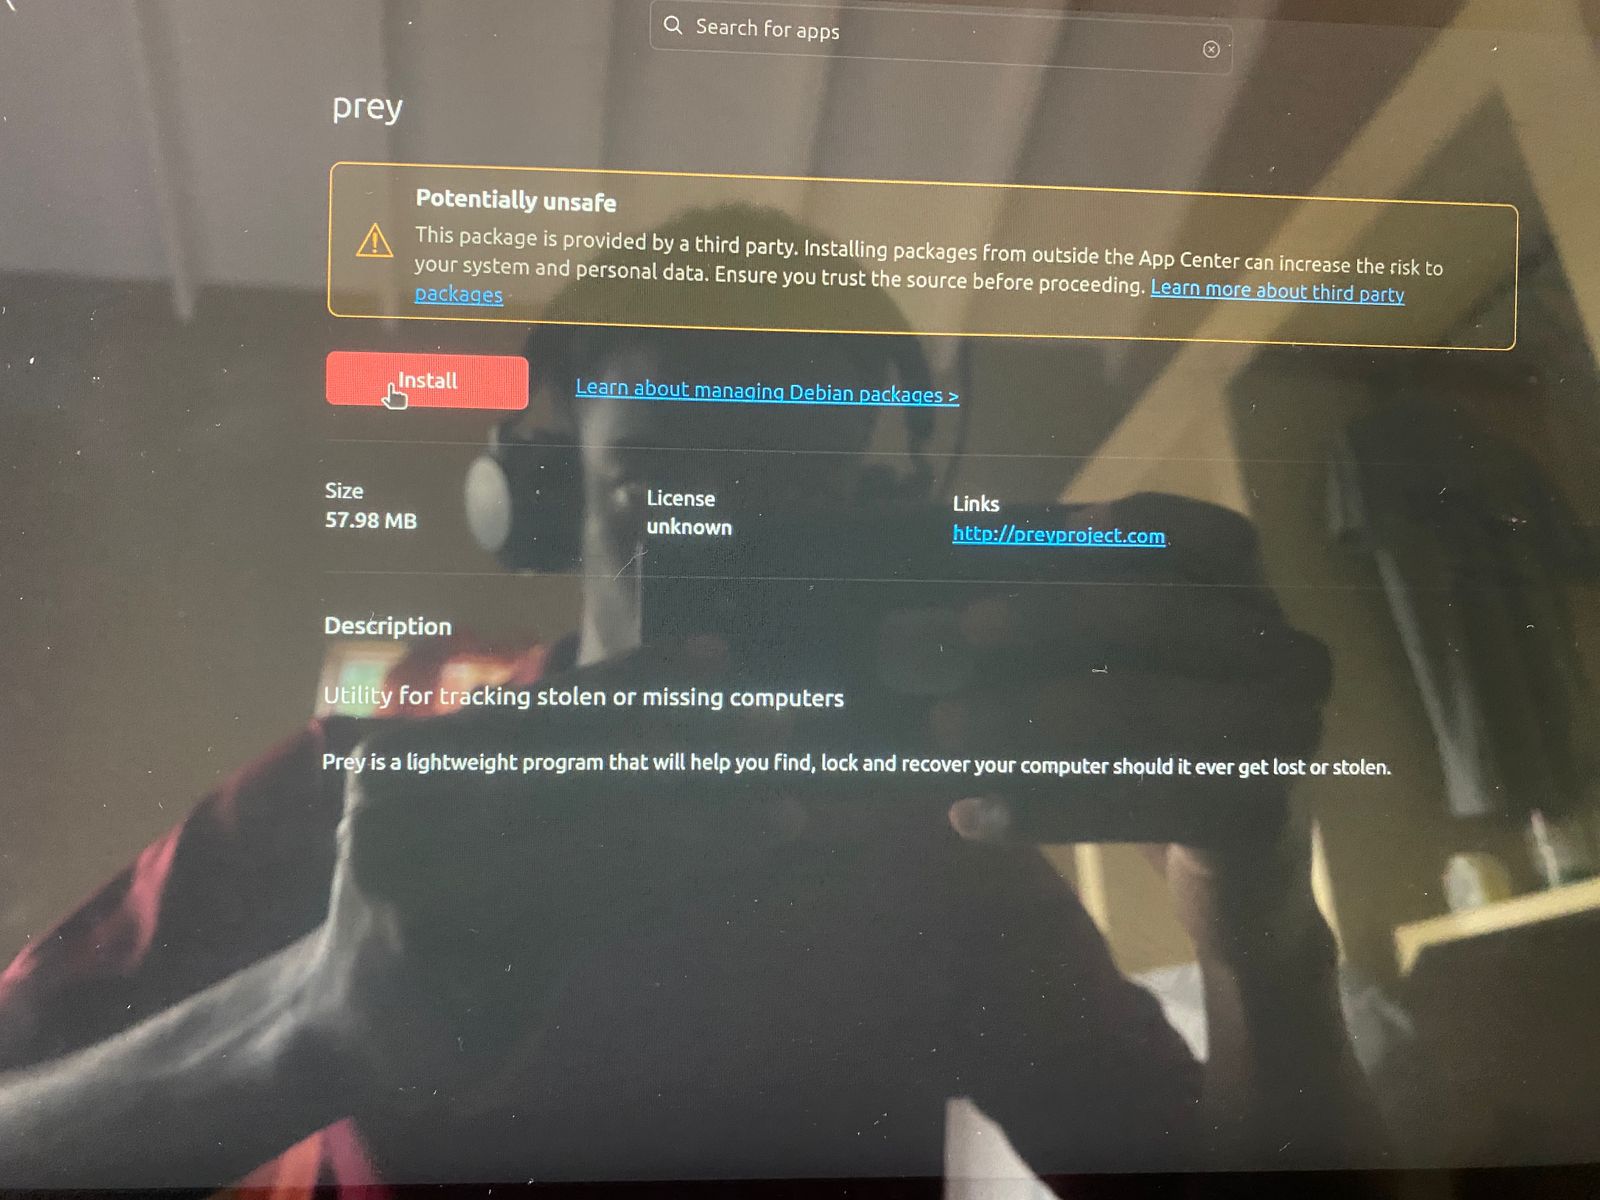 Search for apps
prey
Potentially unsafe
This package is provided by a third party. Installing packages from outside the App Center can increase the risk to
your system and personal data. Ensure you trust the source before proceeding. Learn more about third party
packages
Install
Learn about managing Debian packages >
Size
License
Links
57.98 MB
unknown
http://preyproject.com
Description
Utility for tracking stolen or missing computers
Prey is a lightweight program that will help you find, lock and recover your computer should it ever get lost or stolen.